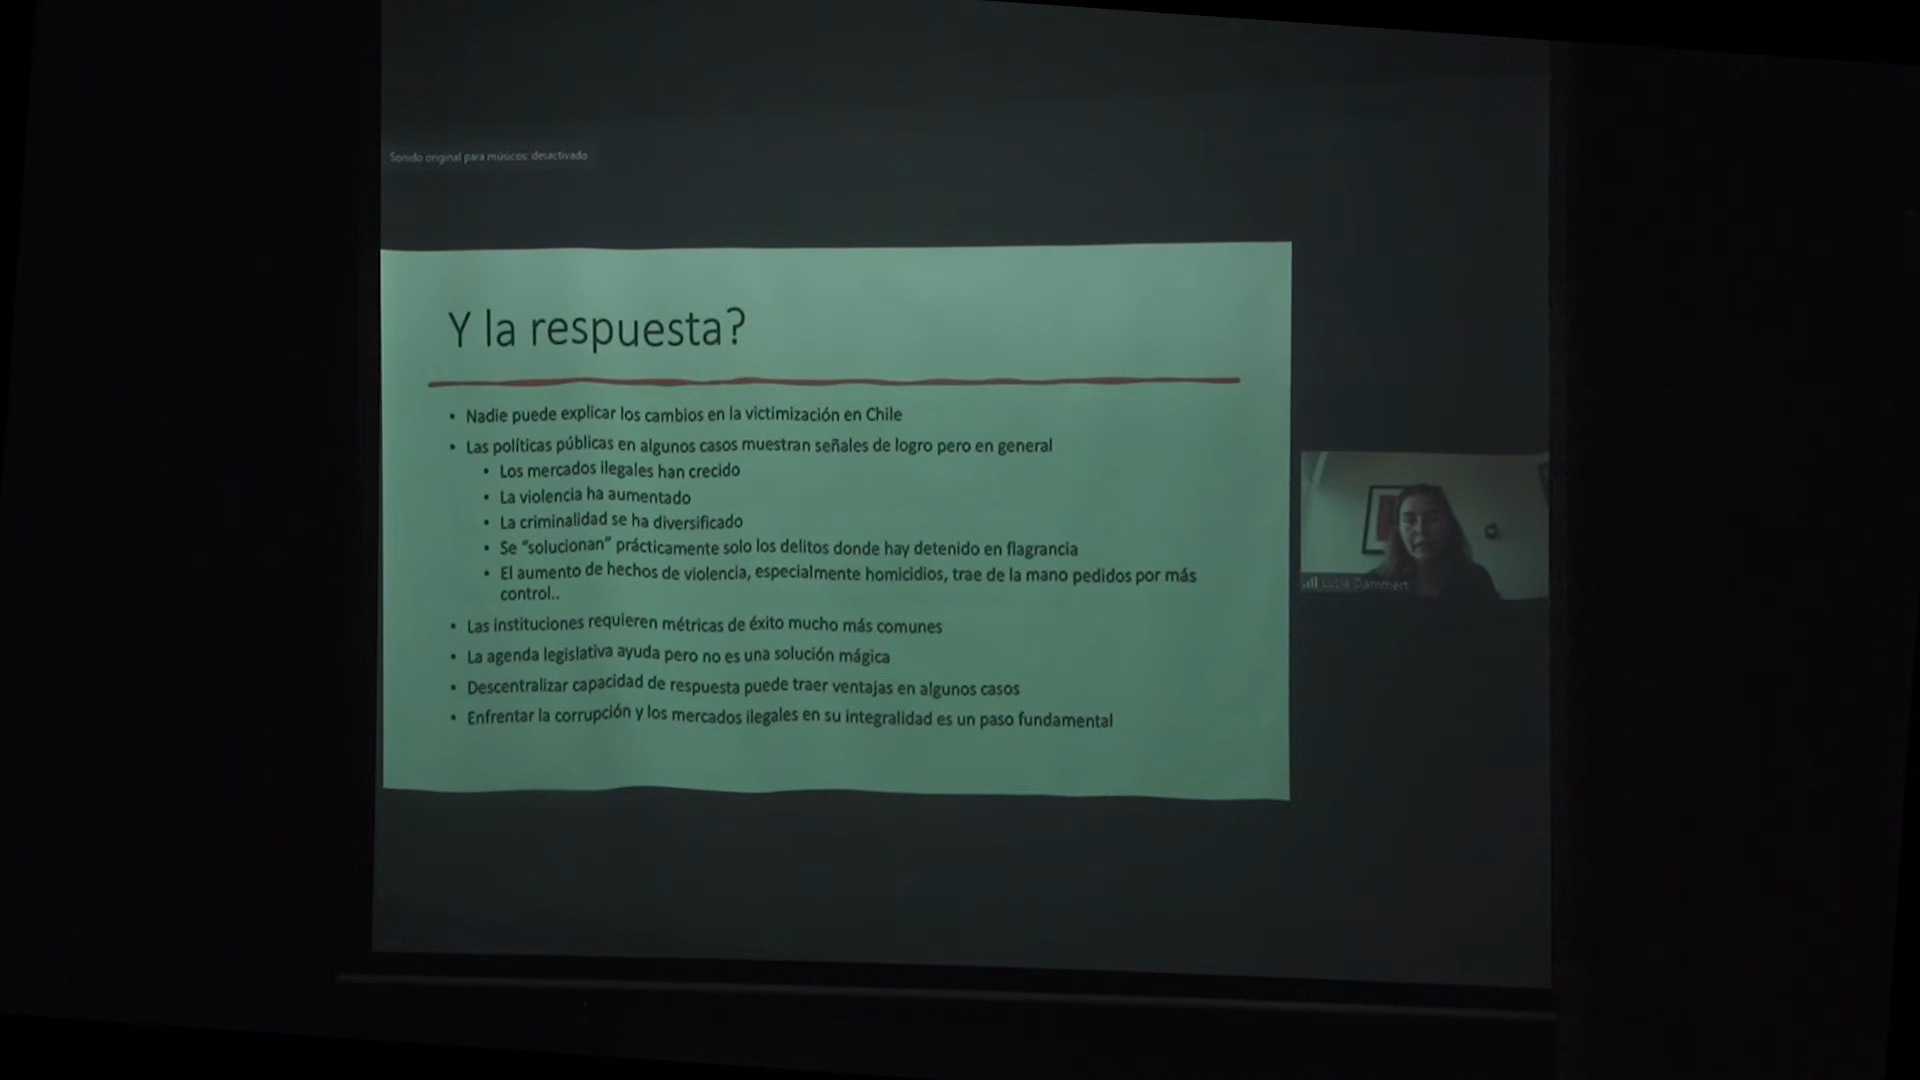 Sonido original para músicos: desactivado
Y la respuesta?
• Nadie puede explicar los cambios en la victimización en Chile
• Las políticas públicas en algunos casos muestran señales de logro pero en general
• Los mercados ilegales han crecido
• La violencia ha aumentado
• La criminalidad se ha diversificado
• Se “solucionan” prácticamente solo los delitos donde hay detenido en flagrancia
• El aumento de hechos de violencia, especialmente homicidios, trae de la mano pedidos por más
control..
• Las instituciones requieren métricas de éxito mucho más comunes
• La agenda legislativa ayuda pero no es una solución mágica
• Descentralizar capacidad de respuesta puede traer ventajas en algunos casos
• Enfrentar la corrupción y los mercados ilegales en su integralidad es un paso fundamental
Lucía Dammert